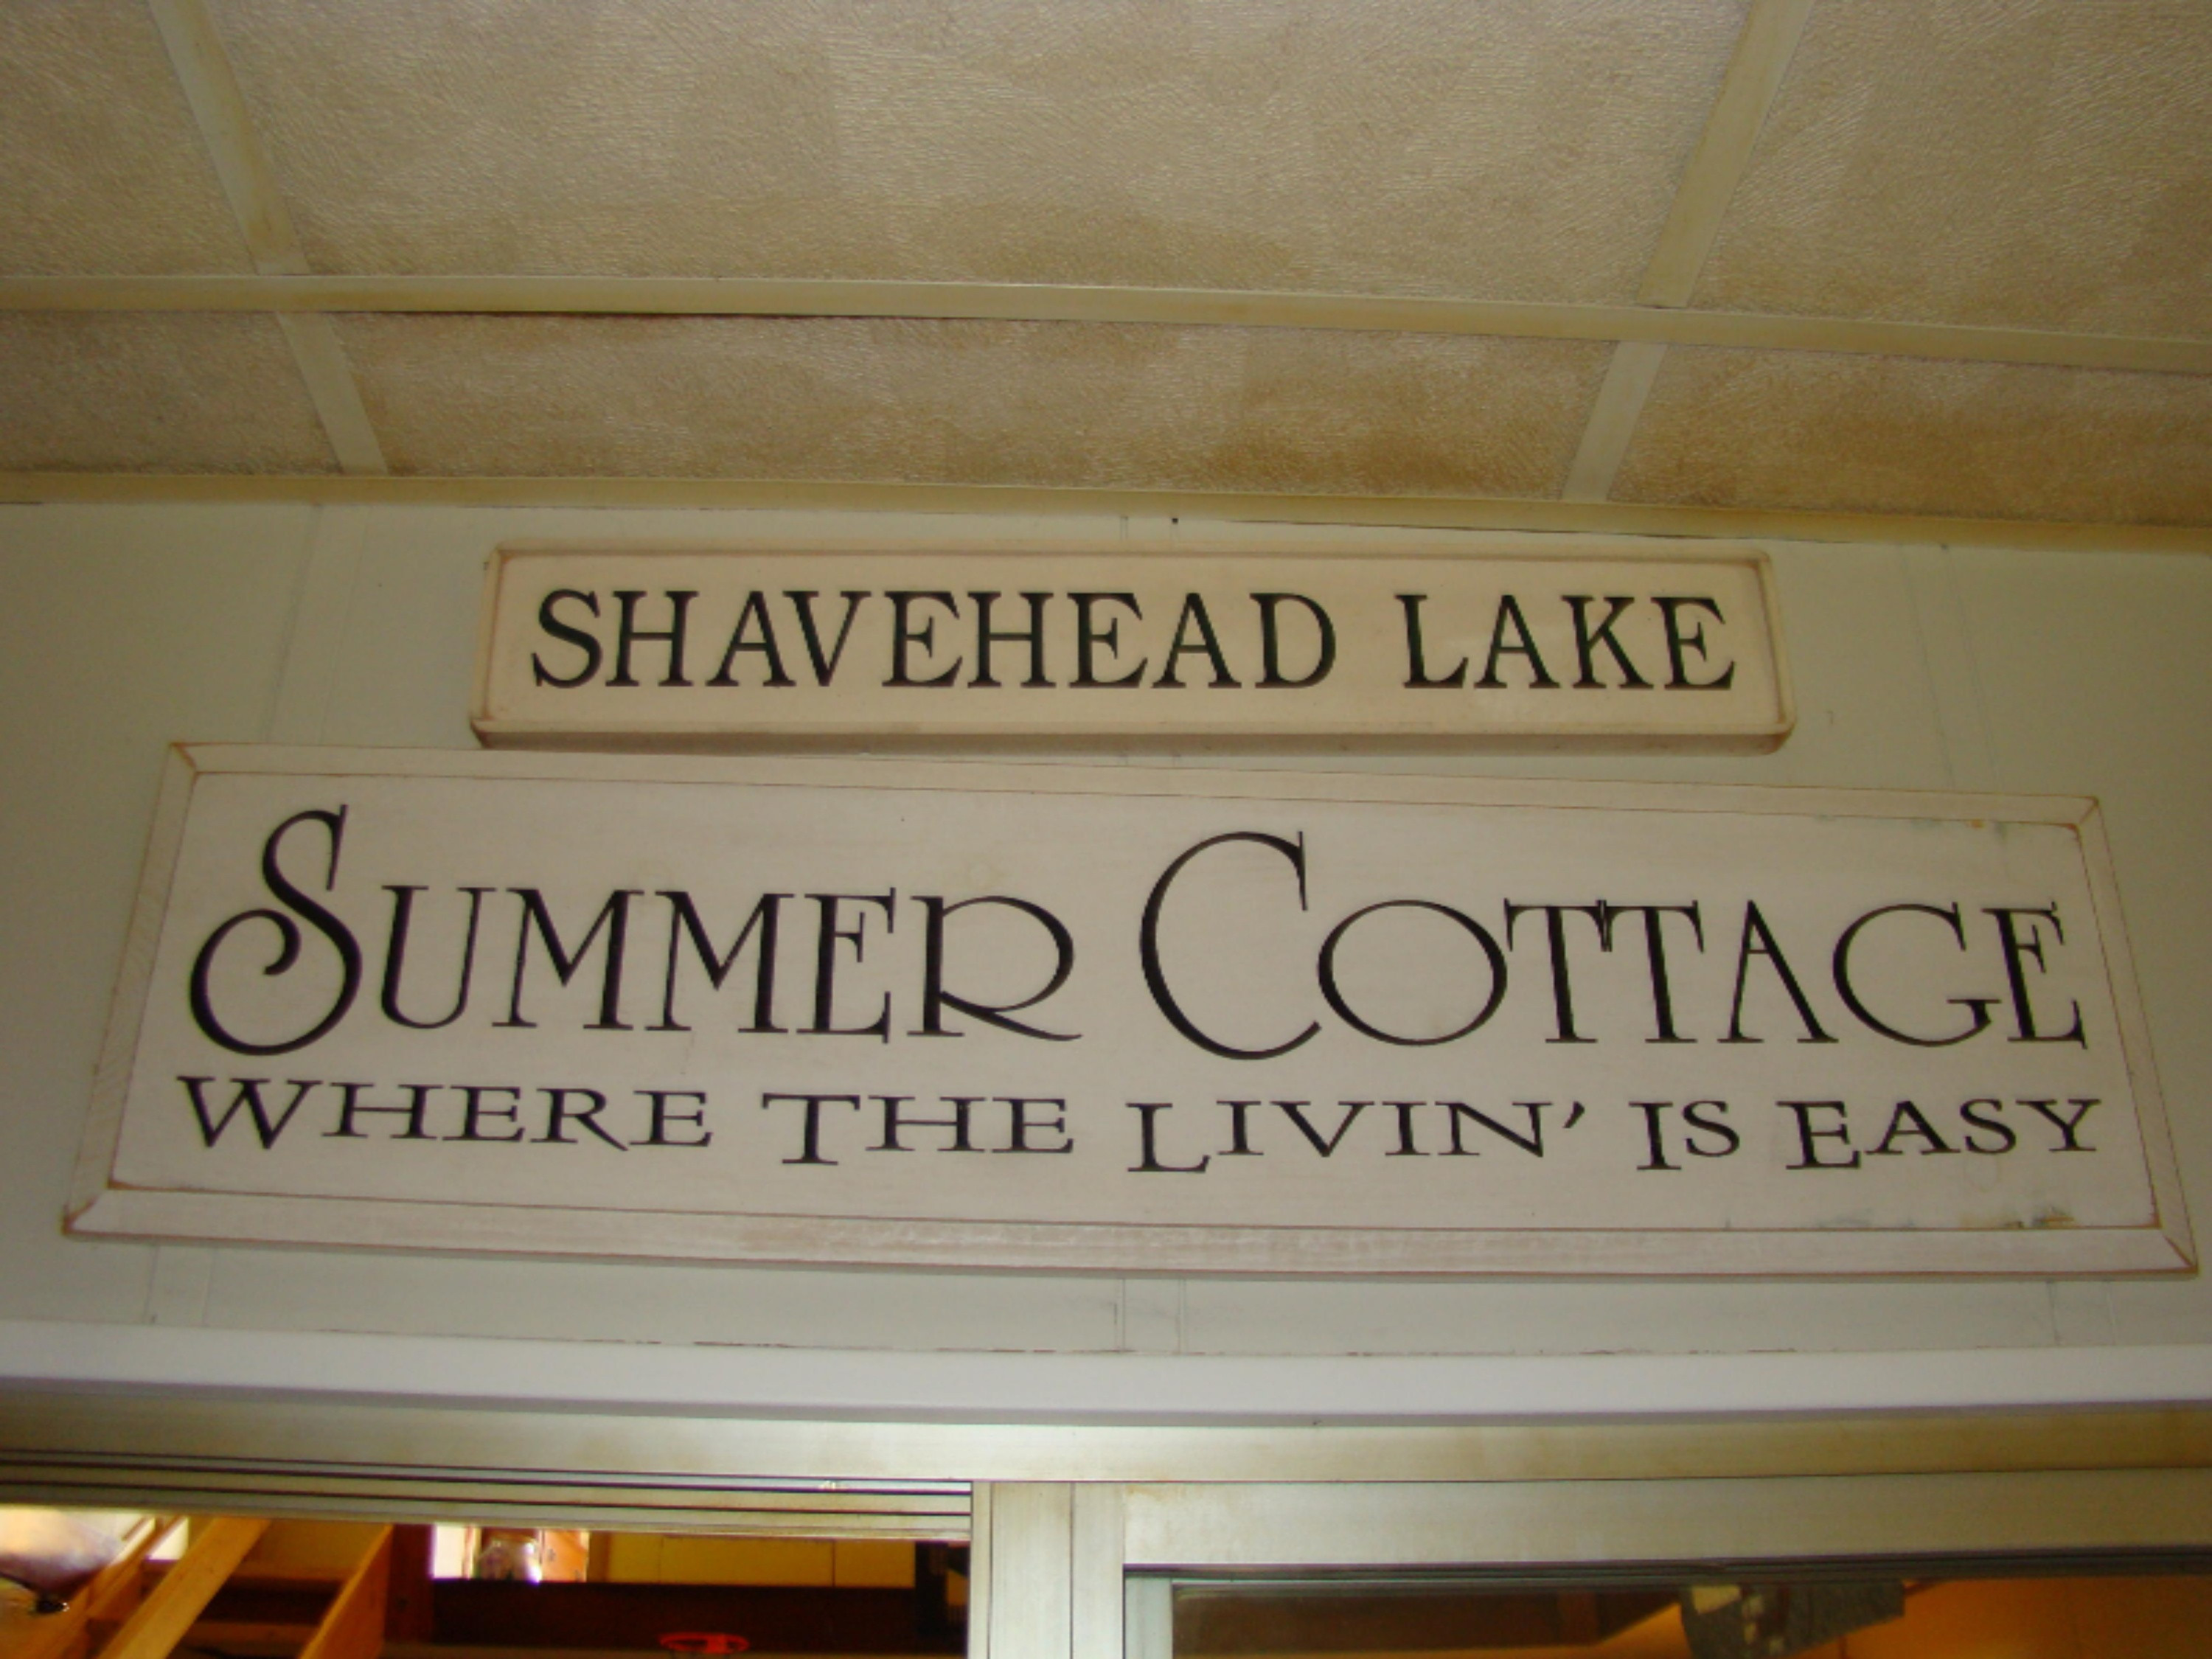 SHAVEHEAD LAKE
SUMMER COTTAGE
WHERE THE LIVIN' IS EASY